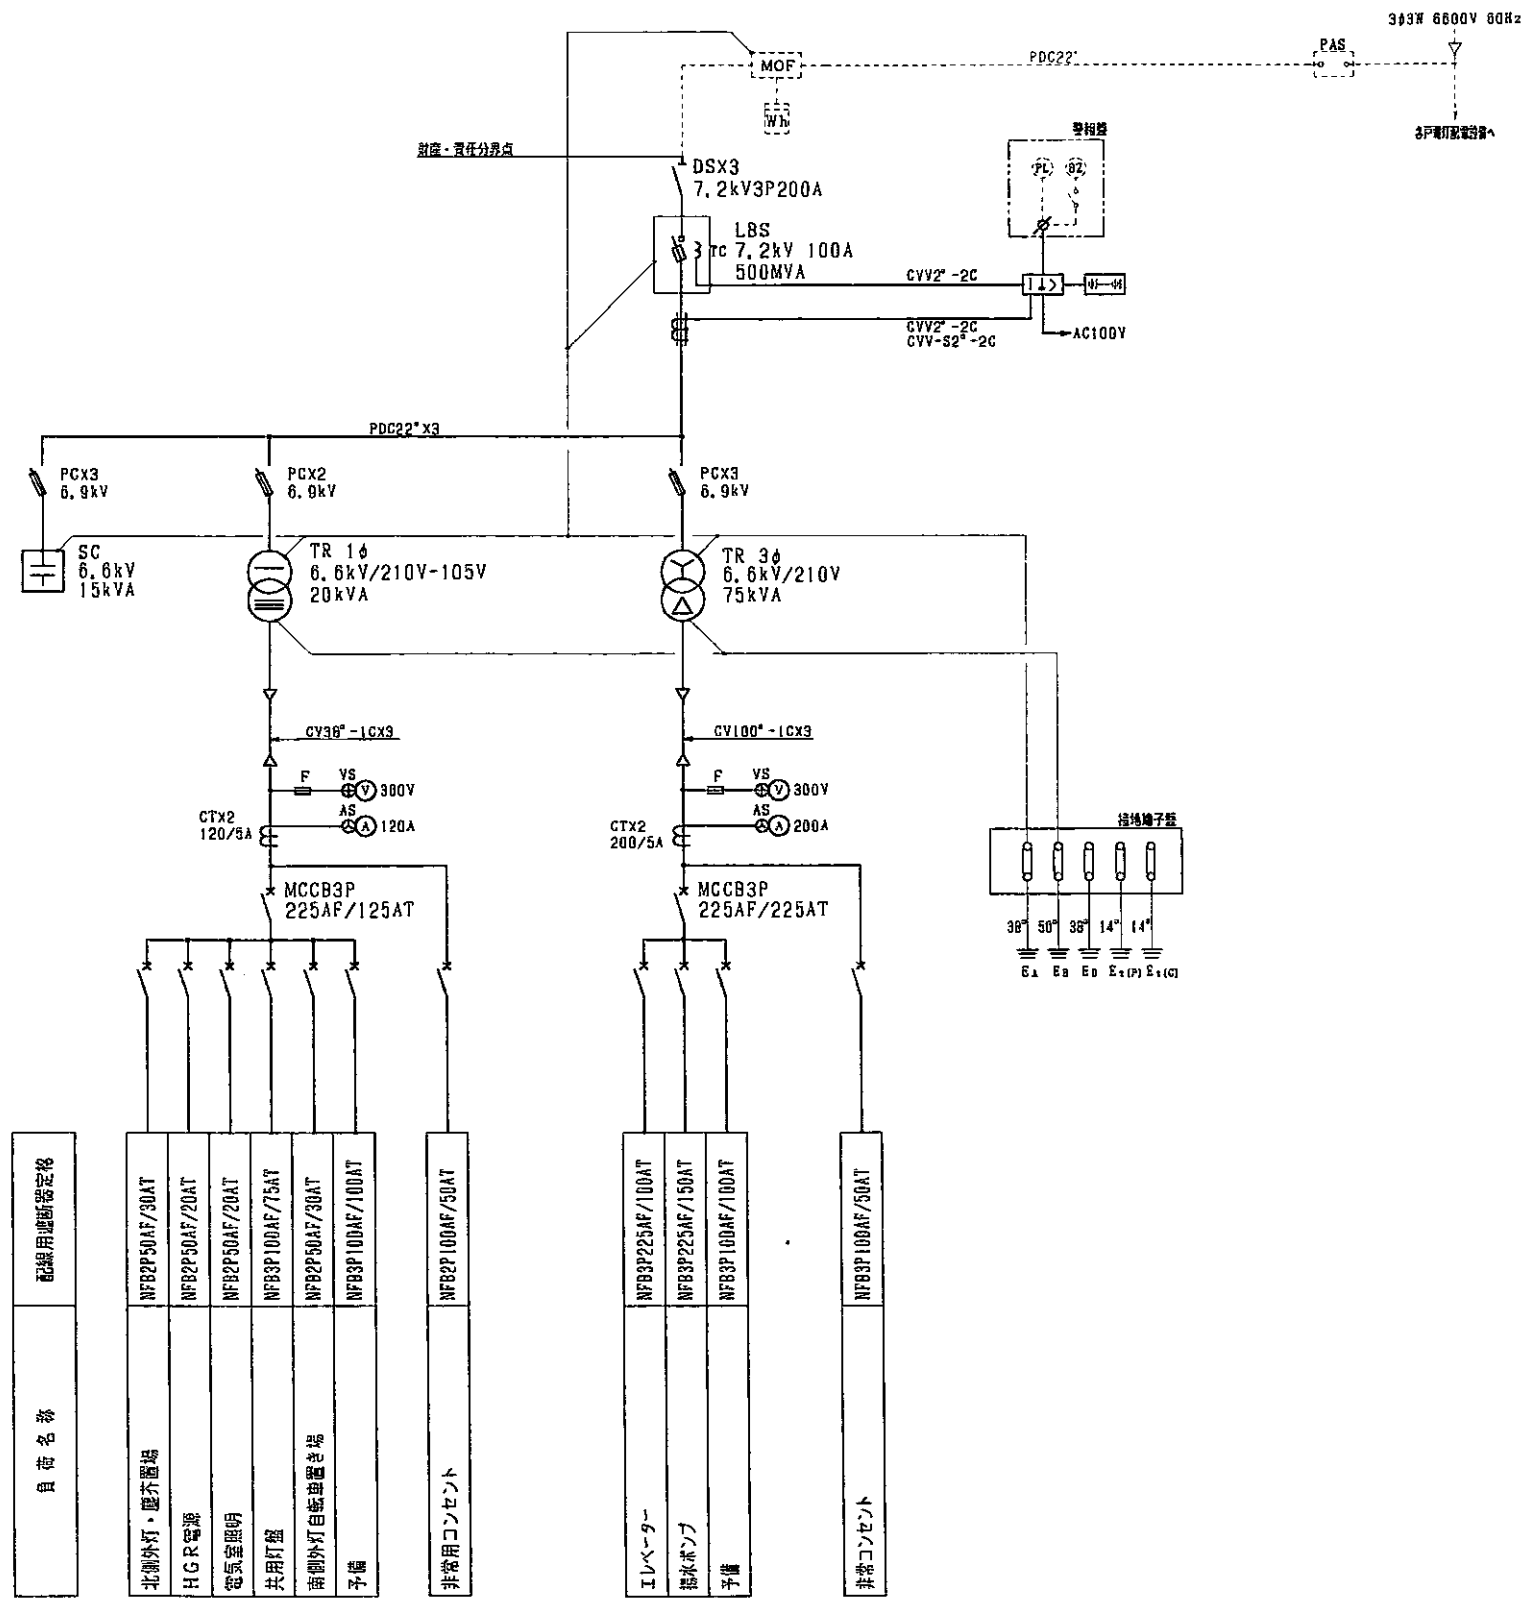 3φ3W 6600V 60Hz
PAS
PDC22°
MOF
Wh
各戸電灯配電設備へ
財産・責任分界点
DSX3
7.2kV3P200A
警報盤
PL
BZ
LBS
TC 7.2kV 100A
500MVA
CVV2°-2C
I⊥>
CVV2°-2C
CVV-S2°-2C
AC100V
PDC22°X3
PCX3
6.9kV
PCX2
6.9kV
PCX3
6.9kV
SC
6.6kV
15kVA
TR 1φ
6.6kV/210V-105V
20kVA
TR 3φ
6.6kV/210V
75kVA
CV38°-1CX3
CV100°-1CX3
F
VS
V
300V
AS
A
120A
CTX2
120/5A
F
VS
V
300V
AS
A
200A
CTX2
200/5A
接地端子盤
MCCB3P
225AF/125AT
MCCB3P
225AF/225AT
38° 50° 38° 14° 14°
EA EB ED E2(P) E2(C)
配線用遮断器定格
NFB2P50AF/30AT
NFB2P50AF/20AT
NFB2P50AF/20AT
NFB3P100AF/75AT
NFB2P50AF/30AT
NFB3P100AF/100AT
NFB2P100AF/50AT
NFB3P225AF/100AT
NFB3P225AF/150AT
NFB3P100AF/100AT
NFB3P100AF/50AT
負荷名称
北側外灯・塵芥置場
HGR電源
電気室照明
共用灯盤
南側外灯自転車置き場
予備
非常用コンセント
エレベーター
揚水ポンプ
予備
非常コンセント